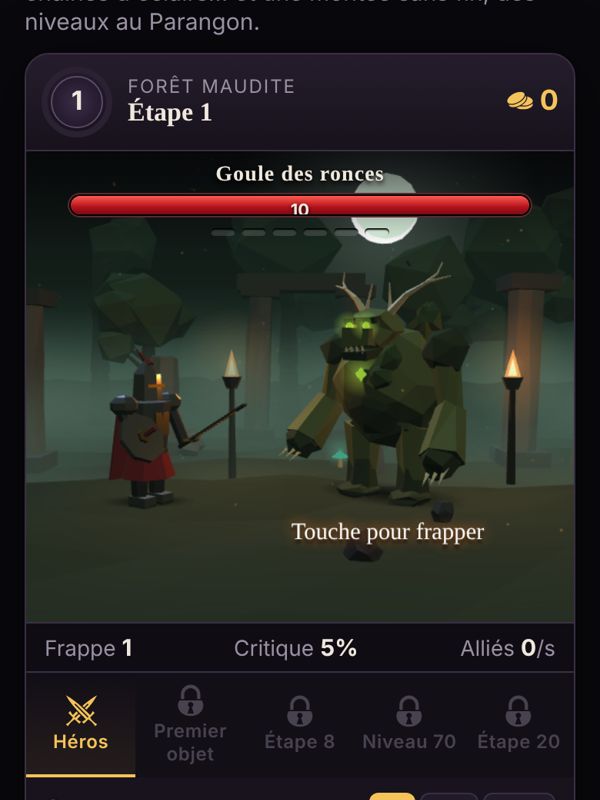 niveaux au Parangon.
1
FORÊT MAUDITE
Étape 1
0
Goule des ronces
10
Touche pour frapper
Frappe 1
Critique 5%
Alliés 0/s
Héros
Premier
objet
Étape 8
Niveau 70
Étape 20